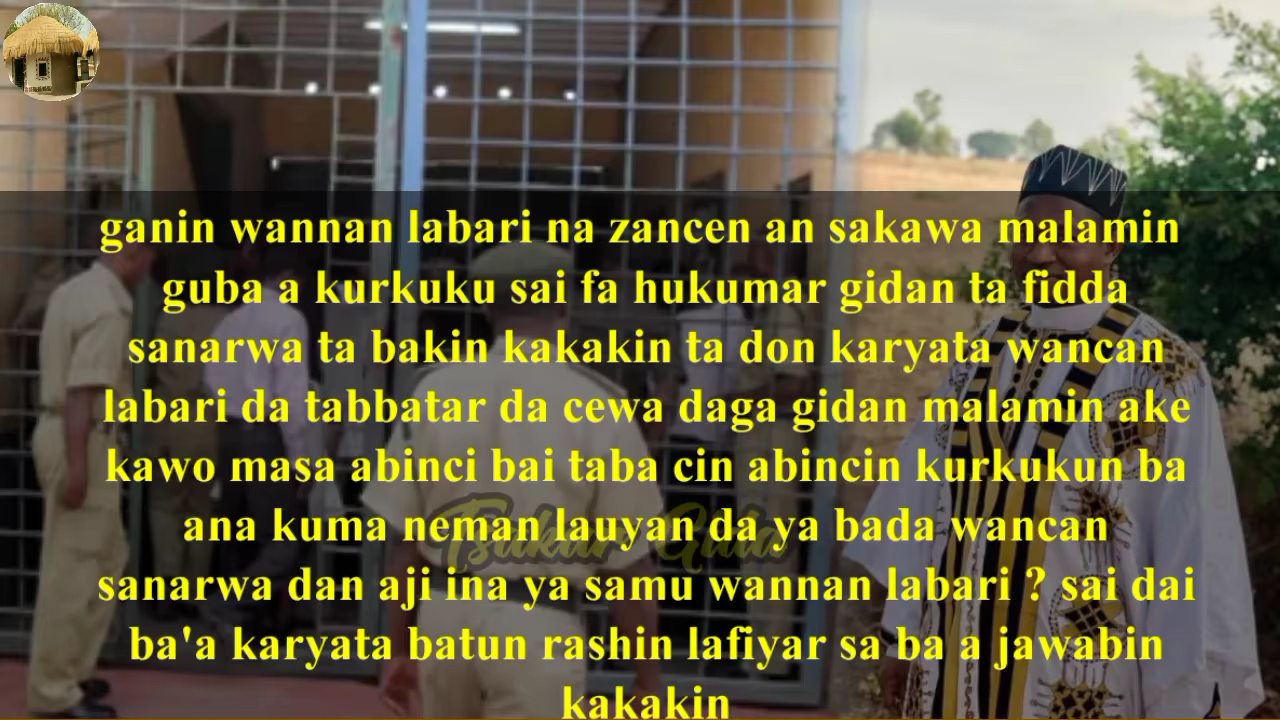 ganin wannan labari na zancen an sakawa malamin
guba a kurkuku sai fa hukumar gidan ta fidda
sanarwa ta bakin kakakin ta don karyata wancan
labari da tabbatar da cewa daga gidan malamin ake
kawo masa abinci bai taba cin abincin kurkukun ba
ana kuma neman lauyan da ya bada wancan
Tsakar Gida
sanarwa dan aji ina ya samu wannan labari ? sai dai
ba'a karyata batun rashin lafiyar sa ba a jawabin
kakakin